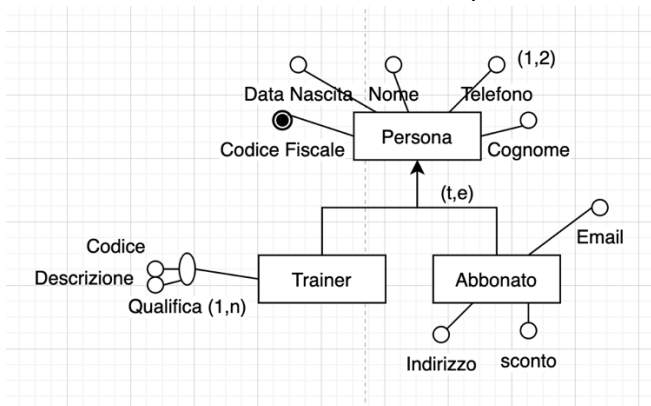 (1,2)
Data Nascita Nome Telefono
Codice Fiscale Persona Cognome
(t,e)
Email
Codice
Descrizione
Qualifica (1,n)
Trainer Abbonato
Indirizzo sconto